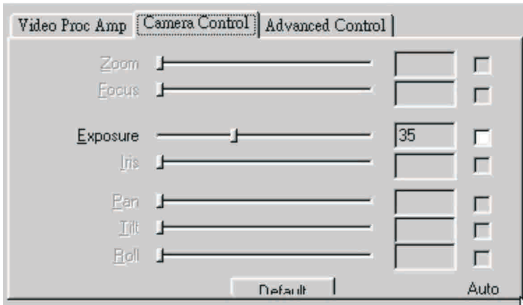 Video Proc Amp Camera Control Advanced Control
Zoom
Focus
Exposure 35
Iris
Pan
Tilt
Roll
Default Auto